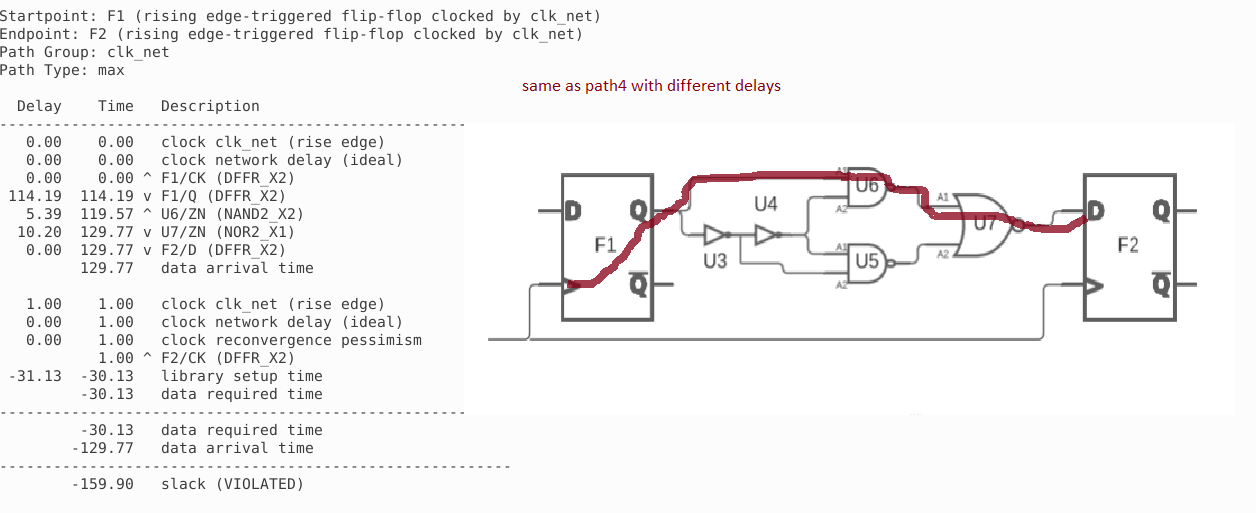 Startpoint: F1 (rising edge-triggered flip-flop clocked by clk_net)
Endpoint: F2 (rising edge-triggered flip-flop clocked by clk_net)
Path Group: clk_net
Path Type: max
same as path4 with different delays
Delay Time Description
-----------------------------------------------------
0.00 0.00 clock clk_net (rise edge)
0.00 0.00 clock network delay (ideal)
0.00 0.00 ^ F1/CK (DFFR_X2)
114.19 114.19 v F1/Q (DFFR_X2)
5.39 119.57 ^ U6/ZN (NAND2_X2)
10.20 129.77 v U7/ZN (NOR2_X1)
0.00 129.77 v F2/D (DFFR_X2)
129.77 data arrival time
1.00 1.00 clock clk_net (rise edge)
0.00 1.00 clock network delay (ideal)
0.00 1.00 clock reconvergence pessimism
1.00 ^ F2/CK (DFFR_X2)
-31.13 -30.13 library setup time
-30.13 data required time
-----------------------------------------------------
-30.13 data required time
-129.77 data arrival time
---------------------------------------------------------
-159.90 slack (VIOLATED)
D Q
F1
Q
U3
U4
U6
A2
A1
U5
A2
A1
U7
A2
D Q
F2
Q